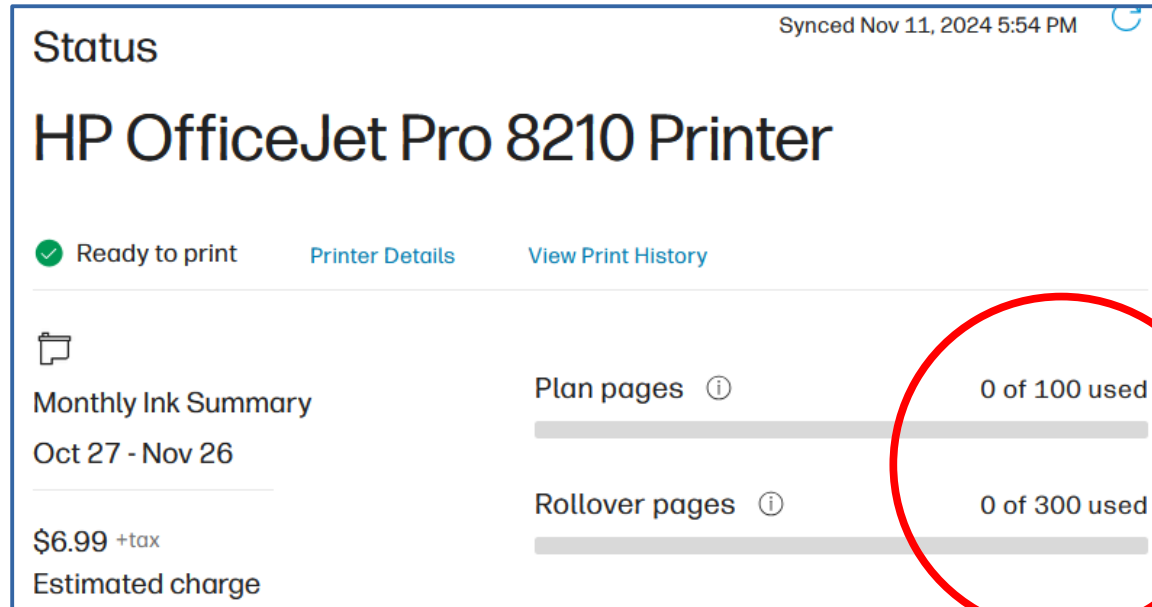 Synced Nov 11, 2024 5:54 PM
Status
HP OfficeJet Pro 8210 Printer
Ready to print
Printer Details
View Print History
Monthly Ink Summary
Oct 27 - Nov 26
$6.99 +tax
Estimated charge
Plan pages
0 of 100 used
Rollover pages
0 of 300 used